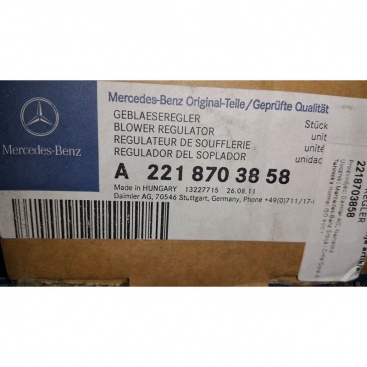 Mercedes-Benz
Mercedes-Benz Original-Teile/Geprüfte Qualität
GEBLAESEREGLER
BLOWER REGULATOR
REGULATEUR DE SOUFFLERIE
REGULADOR DEL SOPLADOR
Stück
unit
unité
unidad
A 221 870 38 58
Made in HUNGARY 13227715 26.08.11
Daimler AG, 70546 Stuttgart, Germany, Phone +49(0)711/17-
REGLER
2218703858